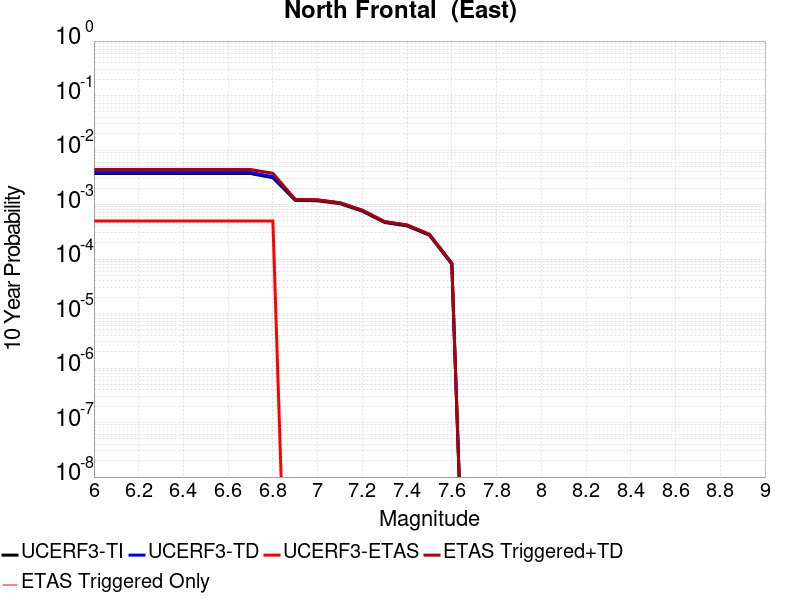 North Frontal  (East)
10^0
10^-1
10^-2
10^-3
10^-4
10^-5
10^-6
10^-7
10^-8
10 Year Probability
6 6.2 6.4 6.6 6.8 7 7.2 7.4 7.6 7.8 8 8.2 8.4 8.6 8.8 9
Magnitude
UCERF3-TI UCERF3-TD UCERF3-ETAS ETAS Triggered+TD
ETAS Triggered Only